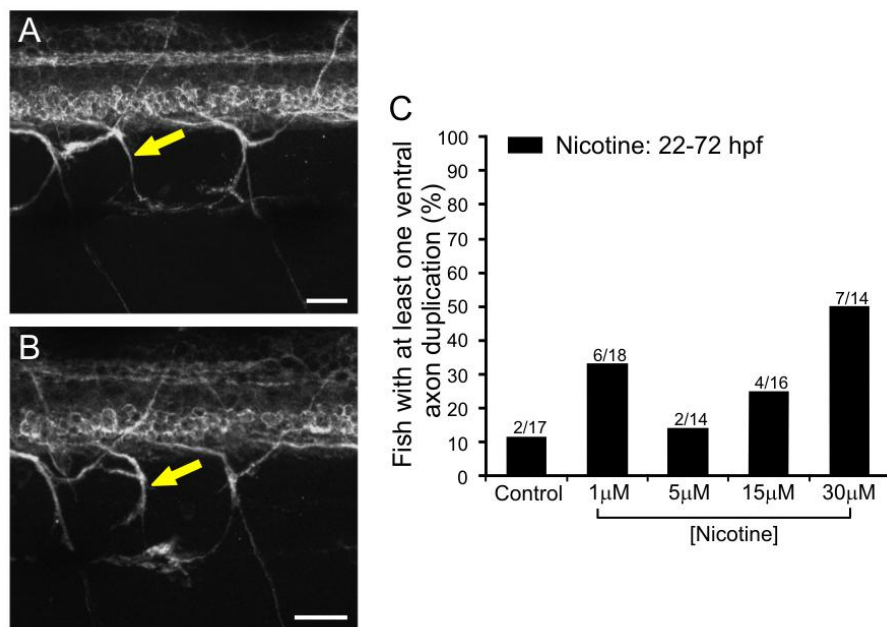 A
B
C
Fish with at least one ventral
axon duplication (%)
100
90
80
70
60
50
40
30
20
10
0
Nicotine: 22-72 hpf
2/17
6/18
2/14
4/16
7/14
Control 1μM 5μM 15μM 30μM
[Nicotine]